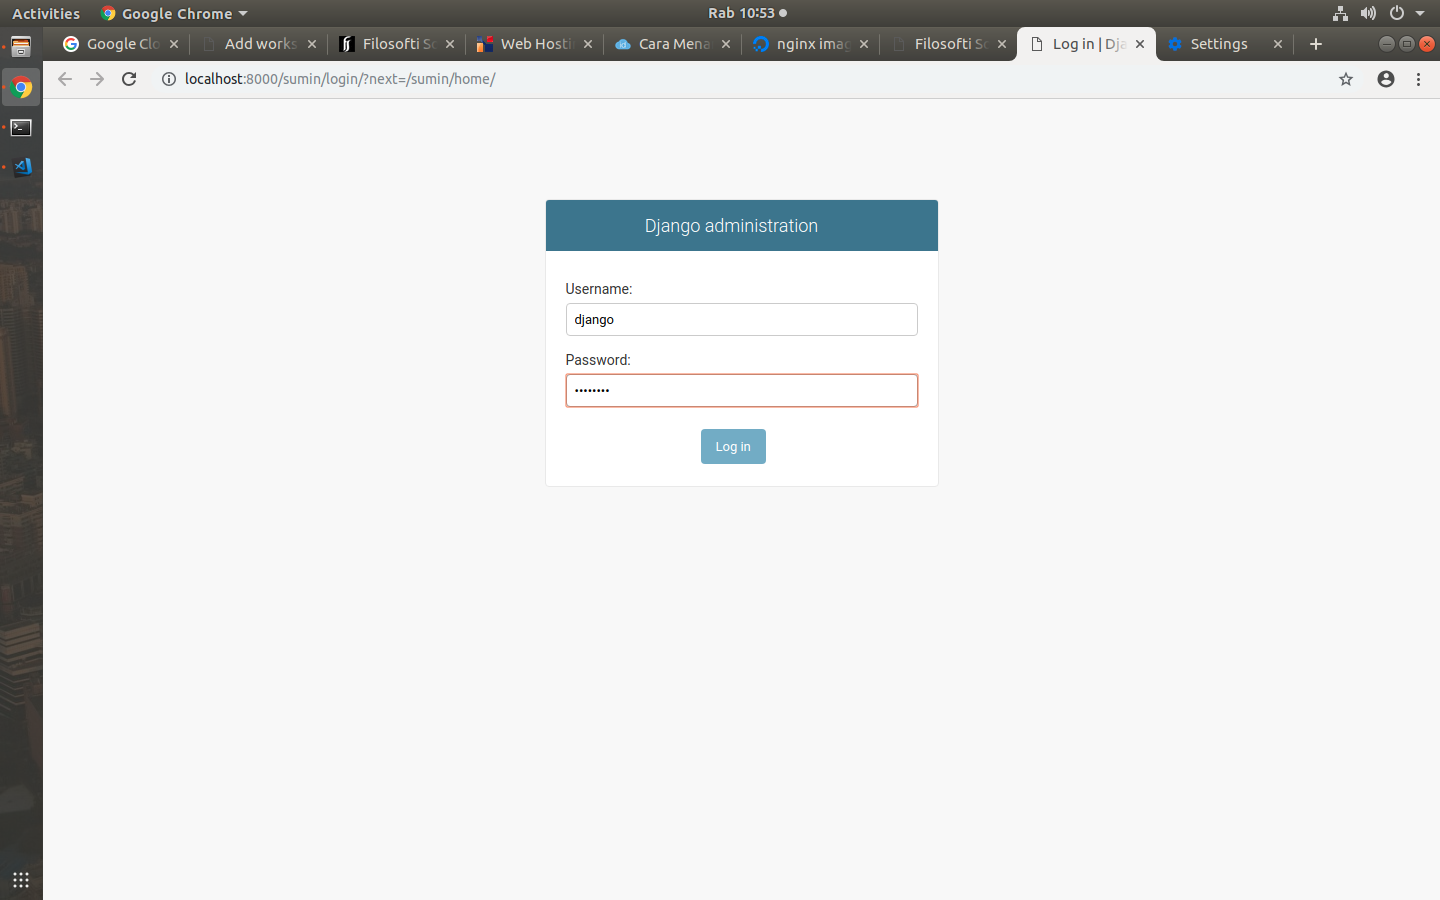 Activities Google Chrome Rab 10:53
Google Clo Add works Filosofti Sc Web Hosti Cara Mena nginx imag Filosofti Sc Log in | Dja Settings
localhost:8000/sumin/login/?next=/sumin/home/
Django administration
Username:
django
Password:
••••••••
Log in